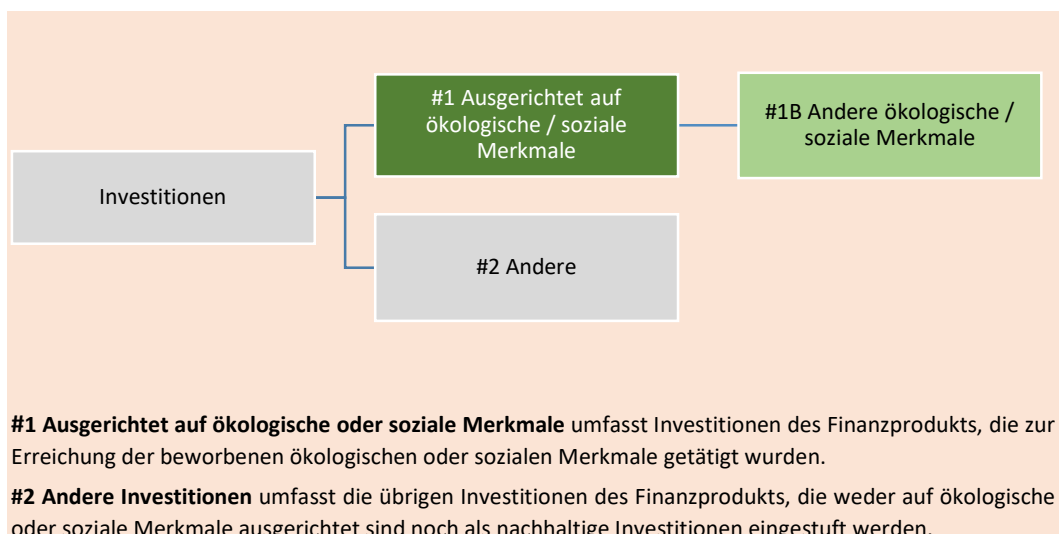 #1 Ausgerichtet auf
ökologische / soziale
Merkmale
#1B Andere ökologische /
soziale Merkmale
Investitionen
#2 Andere
#1 Ausgerichtet auf ökologische oder soziale Merkmale umfasst Investitionen des Finanzprodukts, die zur
Erreichung der beworbenen ökologischen oder sozialen Merkmale getätigt wurden.
#2 Andere Investitionen umfasst die übrigen Investitionen des Finanzprodukts, die weder auf ökologische
oder soziale Merkmale ausgerichtet sind noch als nachhaltige Investitionen eingestuft werden.